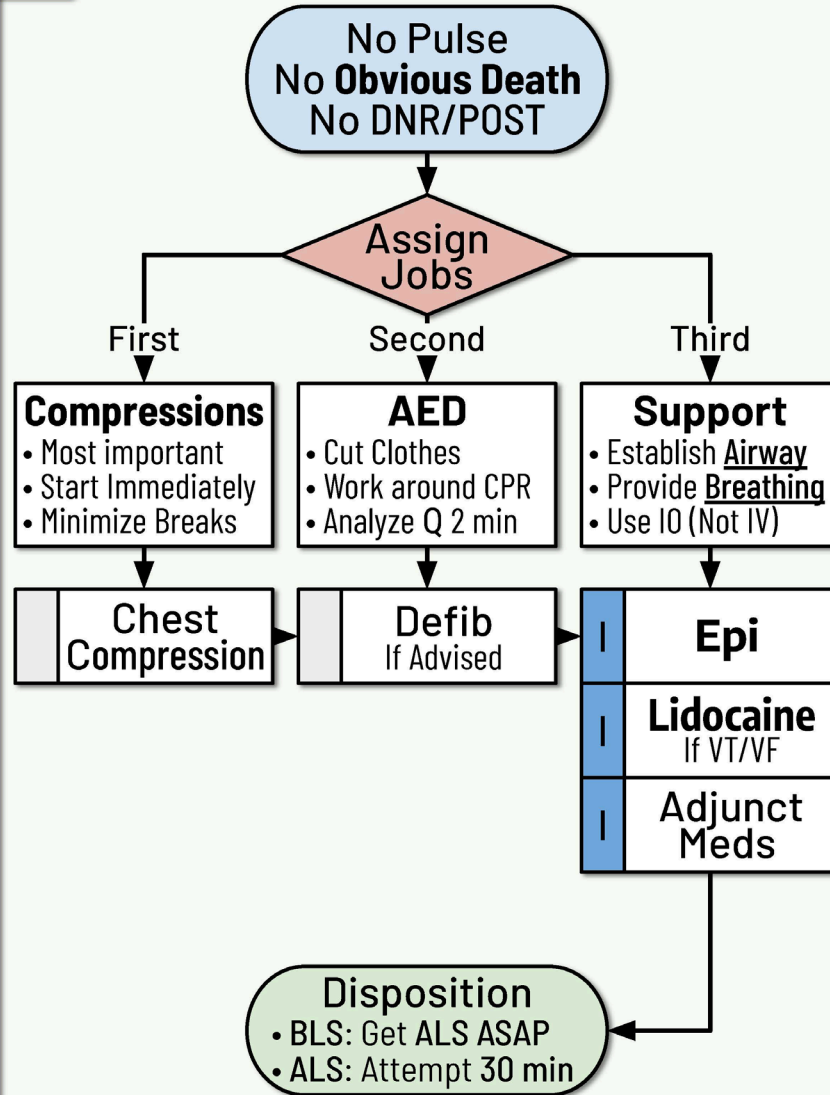 No Pulse
No Obvious Death
No DNR/POST
Assign
Jobs
First
Second
Third
Compressions
• Most important
• Start Immediately
• Minimize Breaks
AED
• Cut Clothes
• Work around CPR
• Analyze Q 2 min
Support
• Establish Airway
• Provide Breathing
• Use IO (Not IV)
Chest
Compression
Defib
If Advised
I
Epi
I
Lidocaine
If VT/VF
I
Adjunct
Meds
Disposition
• BLS: Get ALS ASAP
• ALS: Attempt 30 min